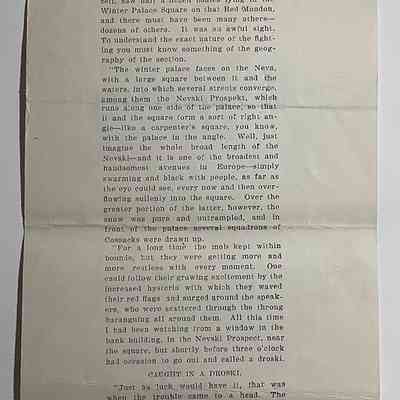 self, saw half a dozen bodies lying in the
Winter Palace Square on that Red Monday,
and there must have been many others—
dozens of others. It was an awful sight.
To understand the exact nature of the fight-
ing you must know something of the geog-
raphy of the section.
"The winter palace faces on the Neva,
with a large square between it and the
waters, into which several streets converge,
among them the Nevski Prospekt, which
runs along one side of the palace, so that
it and the square form a sort of right an-
gle—like a carpenter's square, you know,
with the palace in the angle. Well, just
imagine the whole broad length of the
Nevski—and it is one of the broadest and
handsomest avenues in Europe—simply
swarming and black with people, as far as
the eye could see, every now and then over-
flowing sullenly into the square. Over the
greater portion of the latter, however, the
snow was pure and untrampled, and in
front of the palace several squadrons of
Cossacks were drawn up.
"For a long time the mob kept within
bounds, but they were getting more and
more restless with every moment. One
could follow their growing excitement by the
increased hysteria with which they waved
their red flags and surged around the speak-
ers, who were scattered through the throng
haranguing all around them. All this time
I had been watching from a window in the
bank building, in the Nevski Prospect, near
the square, but shortly before three o'clock
had occasion to go out and called a droski.
CAUGHT IN A DROSKI.
"Just as luck would have it, that was
when the trouble came to a head. The